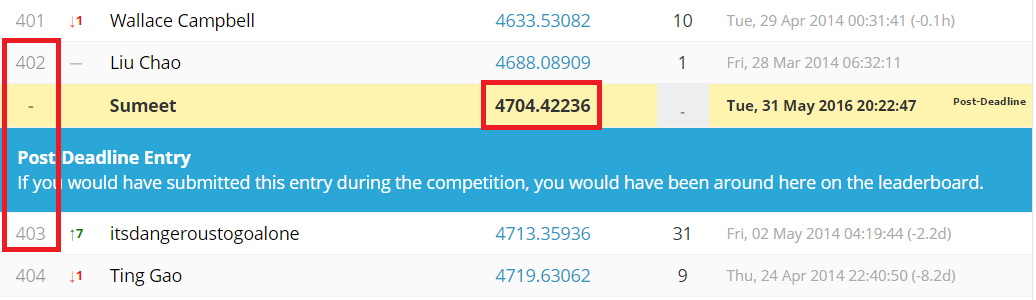 401 ↓1 Wallace Campbell 4633.53082 10 Tue, 29 Apr 2014 00:31:41 (-0.1h)
402 — Liu Chao 4688.08909 1 Fri, 28 Mar 2014 06:32:11
- Sumeet 4704.42236 - Tue, 31 May 2016 20:22:47 Post-Deadline
Post Deadline Entry
If you would have submitted this entry during the competition, you would have been around here on the leaderboard.
403 ↑7 itsdangeroustogoalone 4713.35936 31 Fri, 02 May 2014 04:19:44 (-2.2d)
404 ↓1 Ting Gao 4719.63062 9 Thu, 24 Apr 2014 22:40:50 (-8.2d)